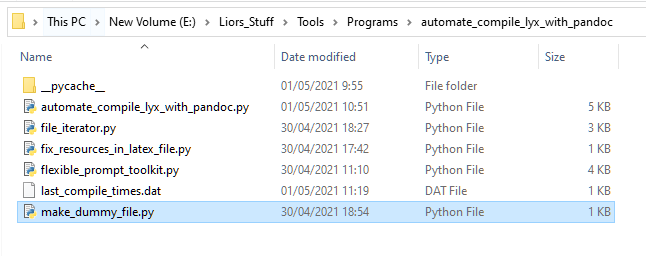 This PC > New Volume (E:) > Liors_Stuff > Tools > Programs > automate_compile_lyx_with_pandoc
Name Date modified Type Size
__pycache__ 01/05/2021 9:55 File folder
automate_compile_lyx_with_pandoc.py 01/05/2021 10:51 Python File 5 KB
file_iterator.py 30/04/2021 18:27 Python File 3 KB
fix_resources_in_latex_file.py 30/04/2021 17:42 Python File 1 KB
flexible_prompt_toolkit.py 30/04/2021 11:10 Python File 4 KB
last_compile_times.dat 01/05/2021 11:19 DAT File 1 KB
make_dummy_file.py 30/04/2021 18:54 Python File 1 KB